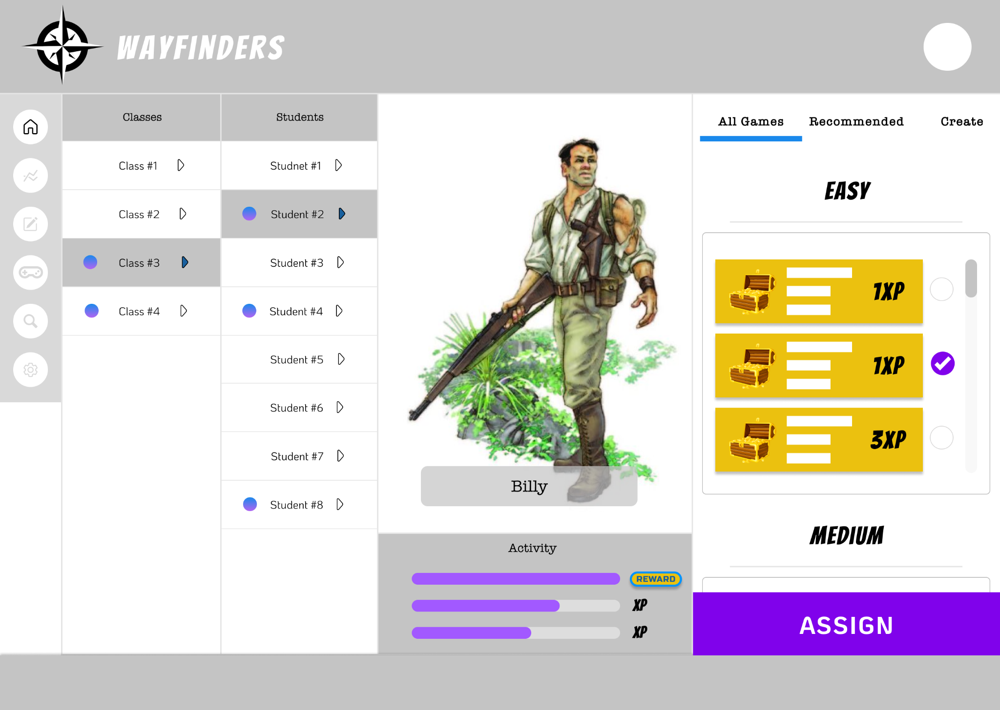 WAYFINDERS
Classes
Students
Class #1
Class #2
Class #3
Class #4
Studnet #1
Student #2
Student #3
Student #4
Student #5
Student #6
Student #7
Student #8
Billy
Activity
REWARD
XP
XP
All Games Recommended Create
EASY
1XP
1XP
3XP
MEDIUM
ASSIGN